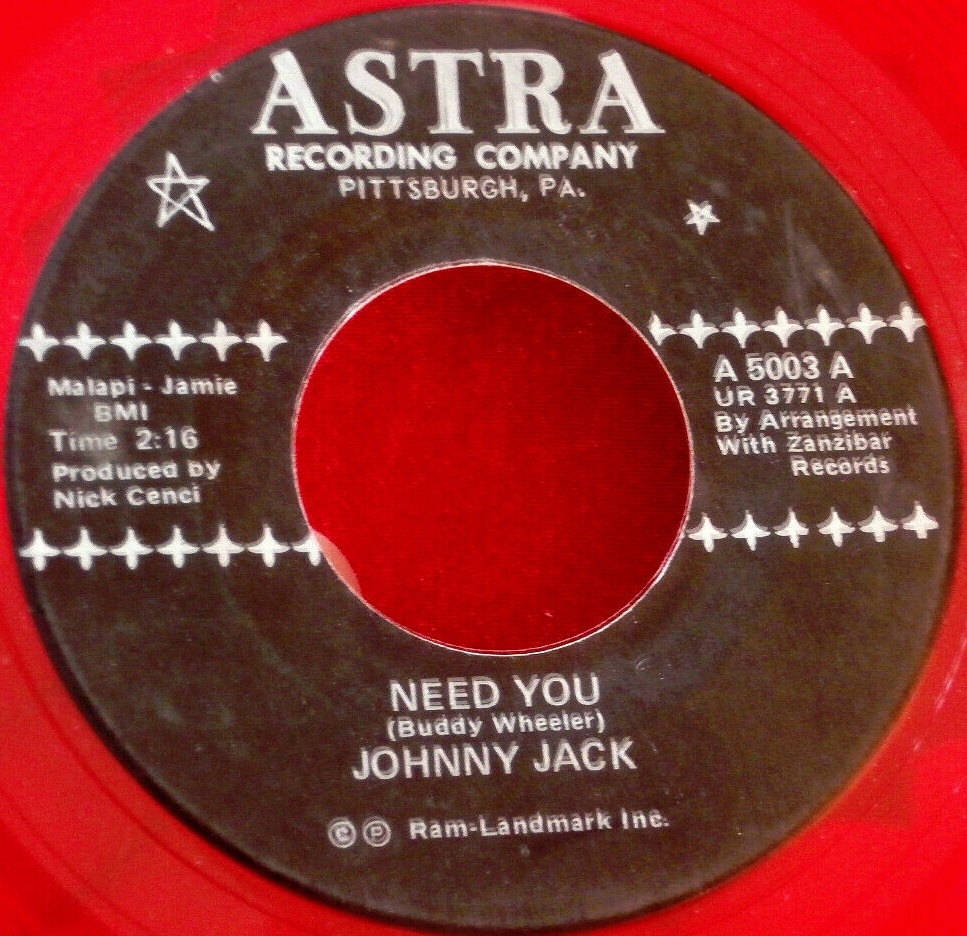 ASTRA
RECORDING COMPANY
PITTSBURGH, PA.
Malapi - Jamie
BMI
Time 2:16
Produced by
Nick Cenci
A 5003 A
UR 3771 A
By Arrangement
With Zanzibar
Records
NEED YOU
(Buddy Wheeler)
JOHNNY JACK
© ℗ Ram-Landmark Inc.